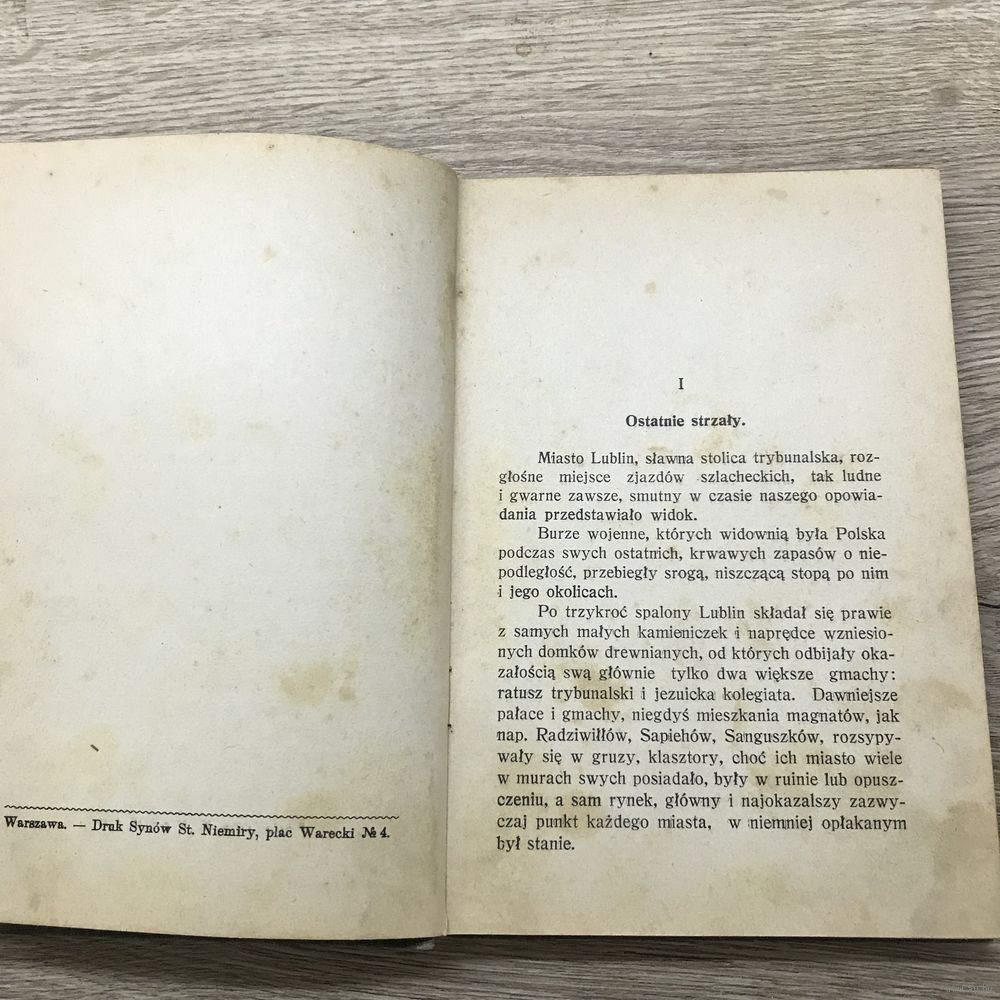 Warszawa. — Druk Synów St. Niemiry, plac Warecki № 4.
I
Ostatnie strzały.
Miasto Lublin, sławna stolica trybunalska, roz-
głośne miejsce zjazdów szlacheckich, tak ludne
i gwarne zawsze, smutny w czasie naszego opowia-
dania przedstawiało widok.
Burze wojenne, których widownią była Polska
podczas swych ostatnich, krwawych zapasów o nie-
podległość, przebiegły srogą, niszczącą stopą po nim
i jego okolicach.
Po trzykroć spalony Lublin składał się prawie
z samych małych kamieniczek i naprędce wzniesio-
nych domków drewnianych, od których odbijały oka-
załością swą głównie tylko dwa większe gmachy:
ratusz trybunalski i jezuicka kolegiata. Dawniejsze
pałace i gmachy, niegdyś mieszkania magnatów, jak
nap. Radziwiłłów, Sapiehów, Sanguszków, rozsypy-
wały się w gruzy, klasztory, choć ich miasto wiele
w murach swych posiadało, były w ruinie lub opusz-
czeniu, a sam rynek, główny i najokazalszy zazwy-
czaj punkt każdego miasta, w niemniej opłakanym
był stanie.